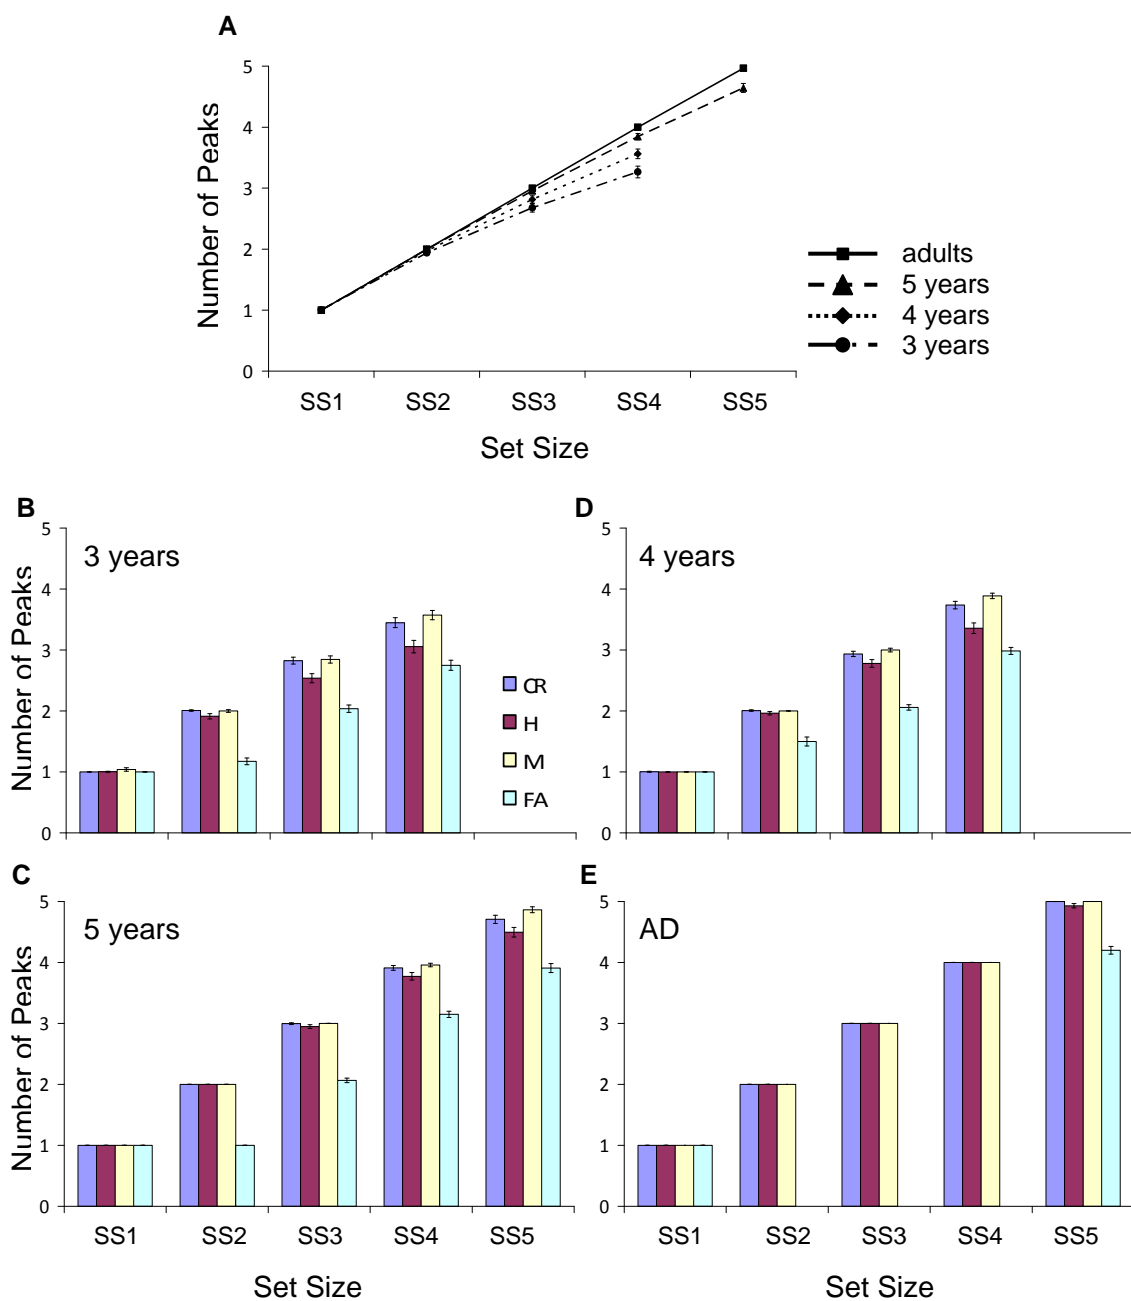 A
5
4
3
2
1
0
Number of Peaks
SS1 SS2 SS3 SS4 SS5
Set Size
adults
5 years
4 years
3 years
B
3 years
5
4
3
2
1
0
Number of Peaks
CR
H
M
FA
D
4 years
5
4
3
2
1
0
C
5 years
5
4
3
2
1
0
Number of Peaks
SS1 SS2 SS3 SS4 SS5
Set Size
E
AD
5
4
3
2
1
0
SS1 SS2 SS3 SS4 SS5
Set Size